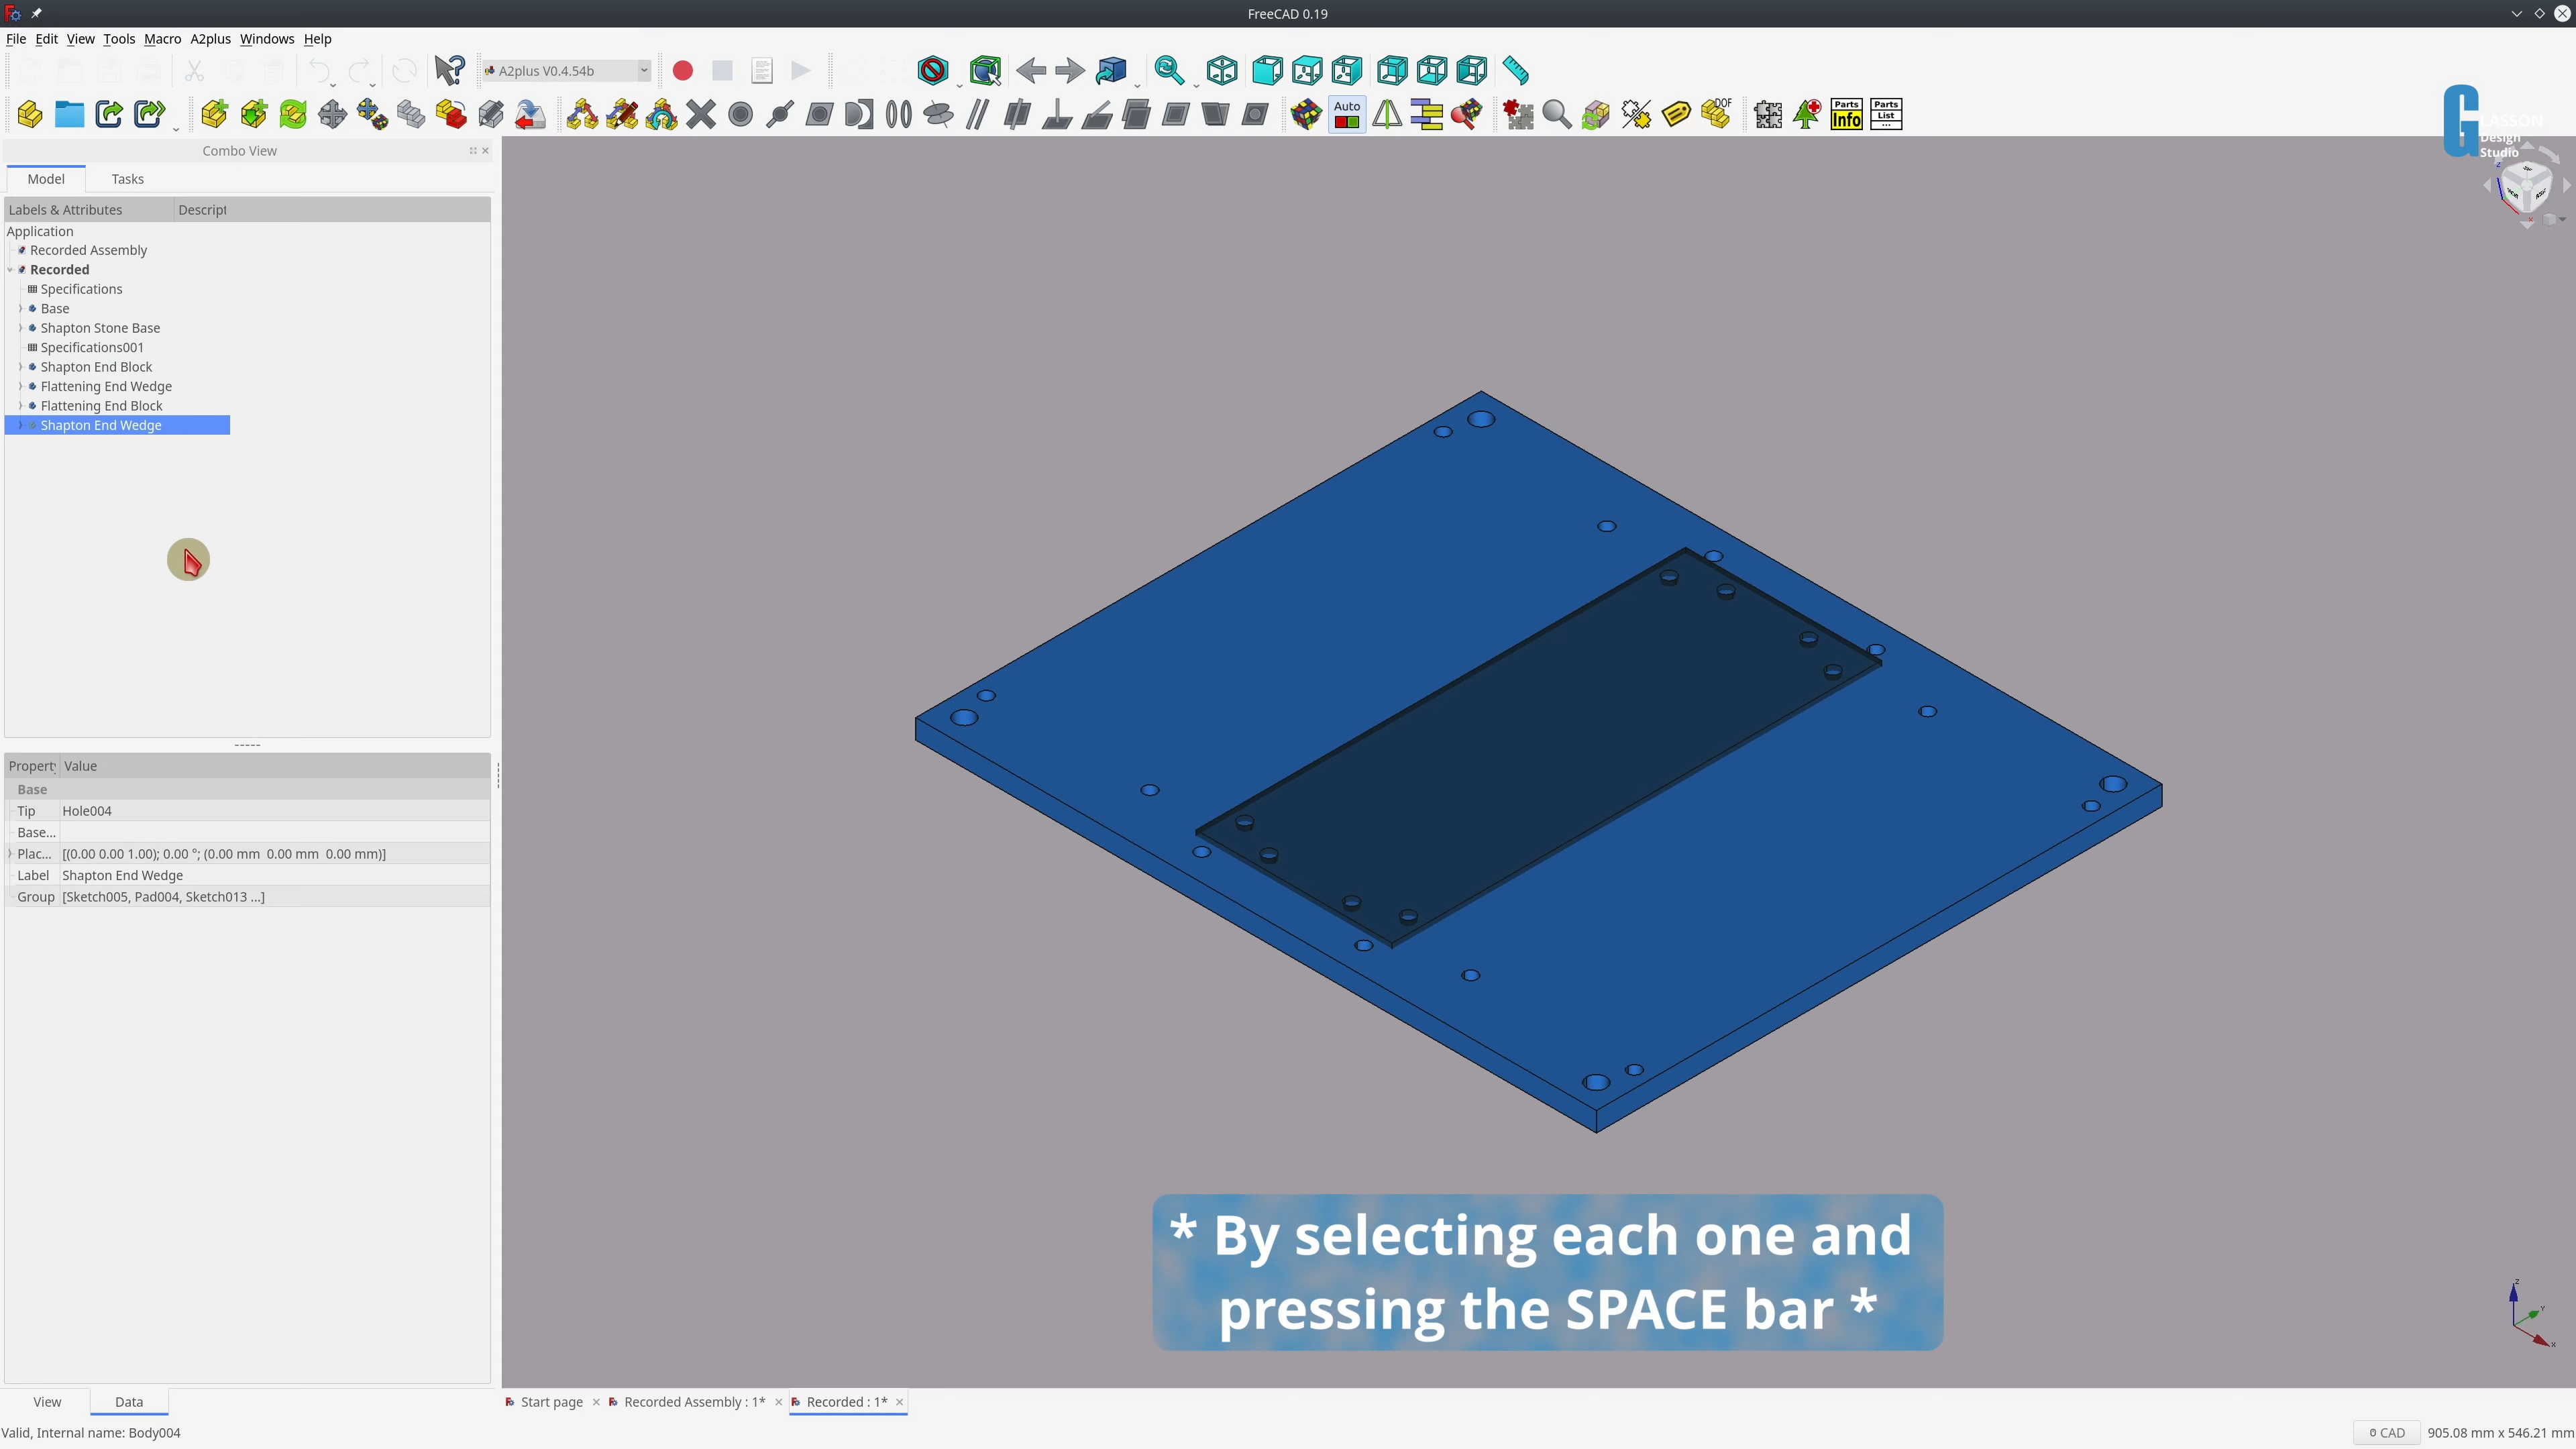 FreeCAD 0.19
File Edit View Tools Macro A2plus Windows Help
A2plus V0.4.54b
Auto
DOF
Parts
Info
Parts
List
...
G
LASSON
Design
Studio
Combo View
Model Tasks
Labels & Attributes Descript
Application
Recorded Assembly
Recorded
Specifications
Base
Shapton Stone Base
Specifications001
Shapton End Block
Flattening End Wedge
Flattening End Block
Shapton End Wedge
Property Value
Base
Tip Hole004
Base...
Plac... [(0.00 0.00 1.00); 0.00 °; (0.00 mm 0.00 mm 0.00 mm)]
Label Shapton End Wedge
Group [Sketch005, Pad004, Sketch013 ...]
* By selecting each one and
pressing the SPACE bar *
Z
Y
X
View Data
Start page Recorded Assembly : 1* Recorded : 1*
Valid, Internal name: Body004
CAD 905.08 mm x 546.21 mm